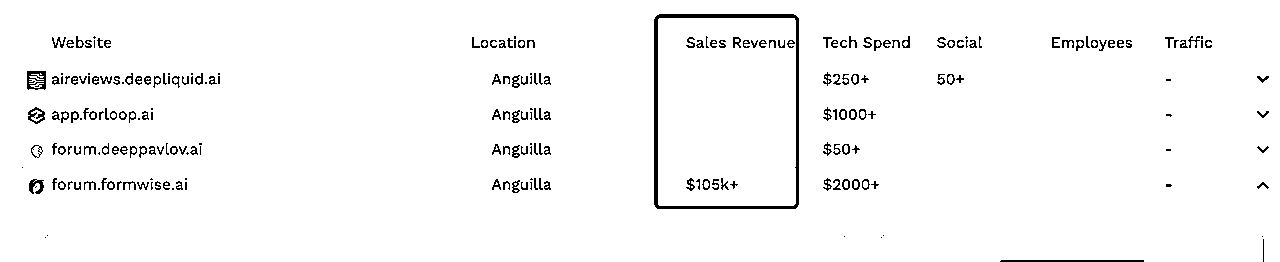 Website Location Sales Revenue Tech Spend Social Employees Traffic
aireviews.deepliquid.ai Anguilla $250+ 50+ -
app.forloop.ai Anguilla $1000+ -
forum.deeppavlov.ai Anguilla $50+ -
forum.formwise.ai Anguilla $105k+ $2000+ -